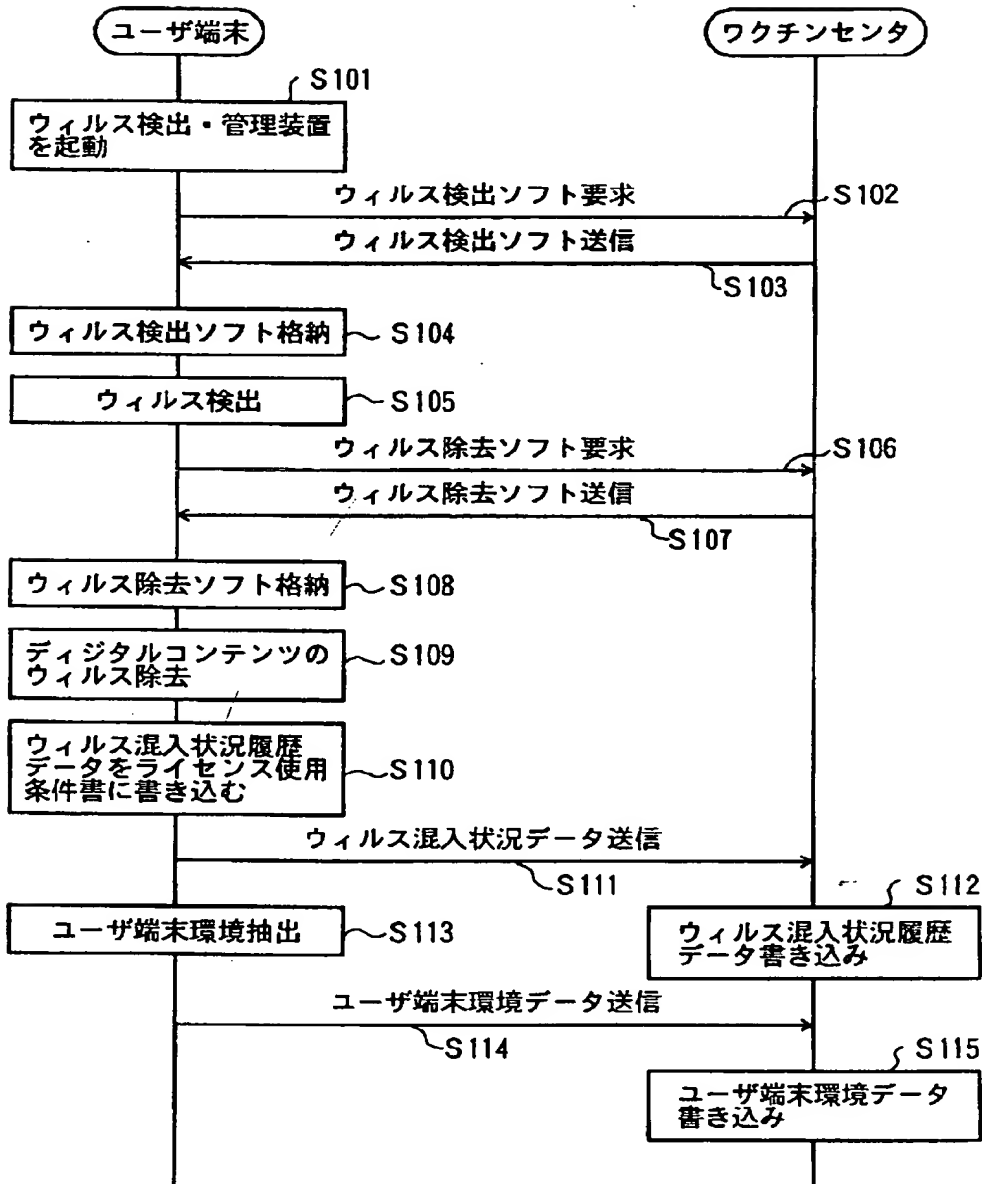 ユーザ端末
ワクチンセンタ
S101
ウィルス検出・管理装置
を起動
ウィルス検出ソフト要求
S102
ウィルス検出ソフト送信
S103
ウィルス検出ソフト格納
S104
ウィルス検出
S105
ウィルス除去ソフト要求
S106
ウィルス除去ソフト送信
S107
ウィルス除去ソフト格納
S108
ディジタルコンテンツの
ウィルス除去
S109
ウィルス混入状況履歴
データをライセンス使用
条件書に書き込む
S110
ウィルス混入状況データ送信
S111
S112
ユーザ端末環境抽出
S113
ウィルス混入状況履歴
データ書き込み
ユーザ端末環境データ送信
S114
S115
ユーザ端末環境データ
書き込み